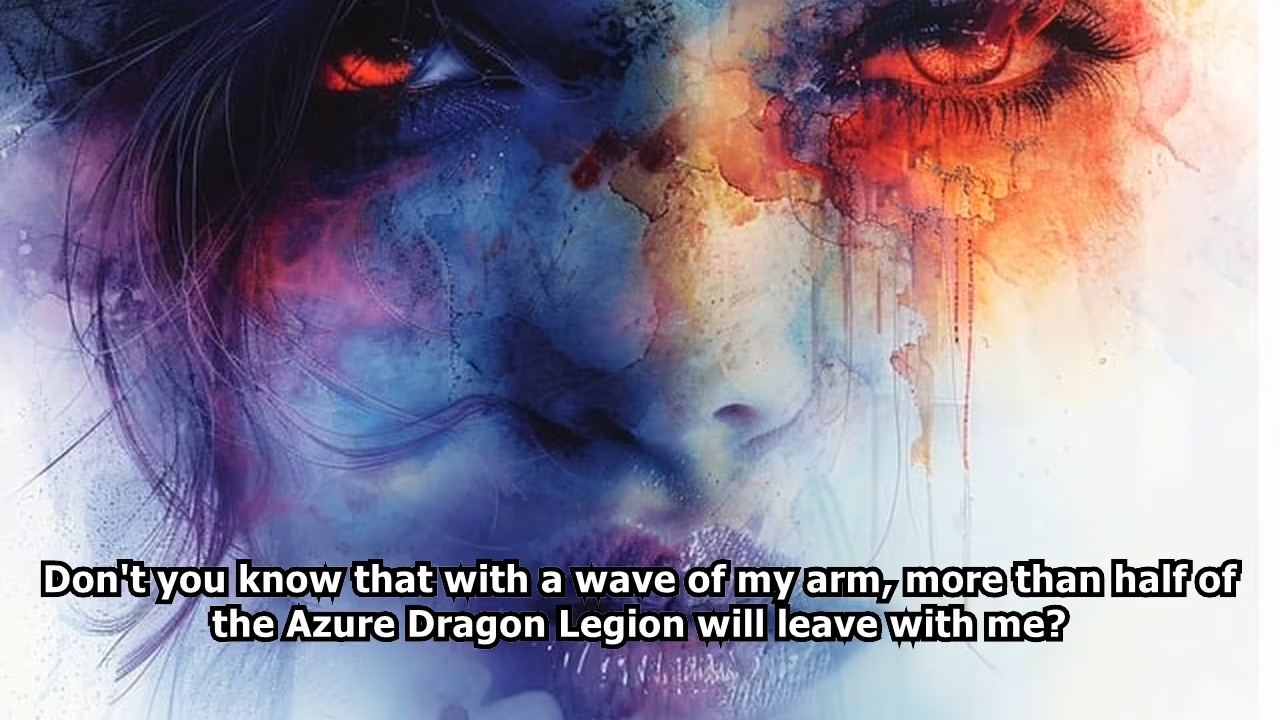 Don't you know that with a wave of my arm, more than half of
the Azure Dragon Legion will leave with me?